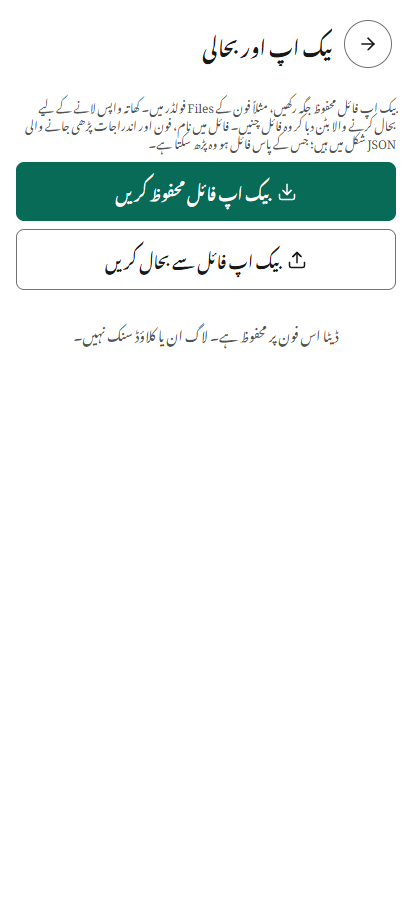 بیک اپ اور بحالی
بیک اپ فائل محفوظ جگہ رکھیں، مثلاً فون کے Files فولڈر میں۔ کھاتہ واپس لانے کے لیے
بحال کرنے والا بٹن دبا کر وہ فائل چنیں۔ فائل میں نام، فون اور اندراجات پڑھی جانے والی
JSON شکل میں ہیں؛ جس کے پاس فائل ہو وہ پڑھ سکتا ہے۔
بیک اپ فائل محفوظ کریں
بیک اپ فائل سے بحال کریں
ڈیٹا اس فون پر محفوظ ہے۔ لاگ ان یا کلاؤڈ سنک نہیں۔